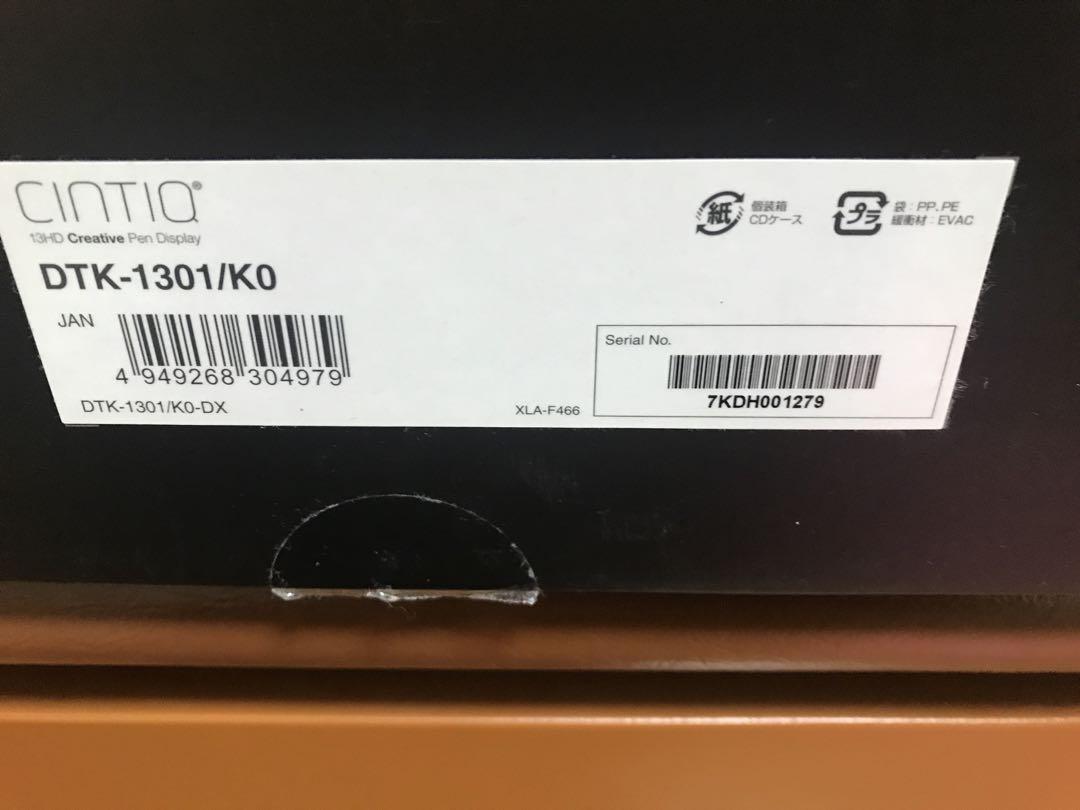 CINTIQ®
13HD Creative Pen Display
DTK-1301/K0
JAN
4 949268 304979
DTK-1301/K0-DX
XLA-F466
紙
個装箱
CDケース
プラ
袋：PP、PE
緩衝材：EVAC
Serial No.
7KDH001279